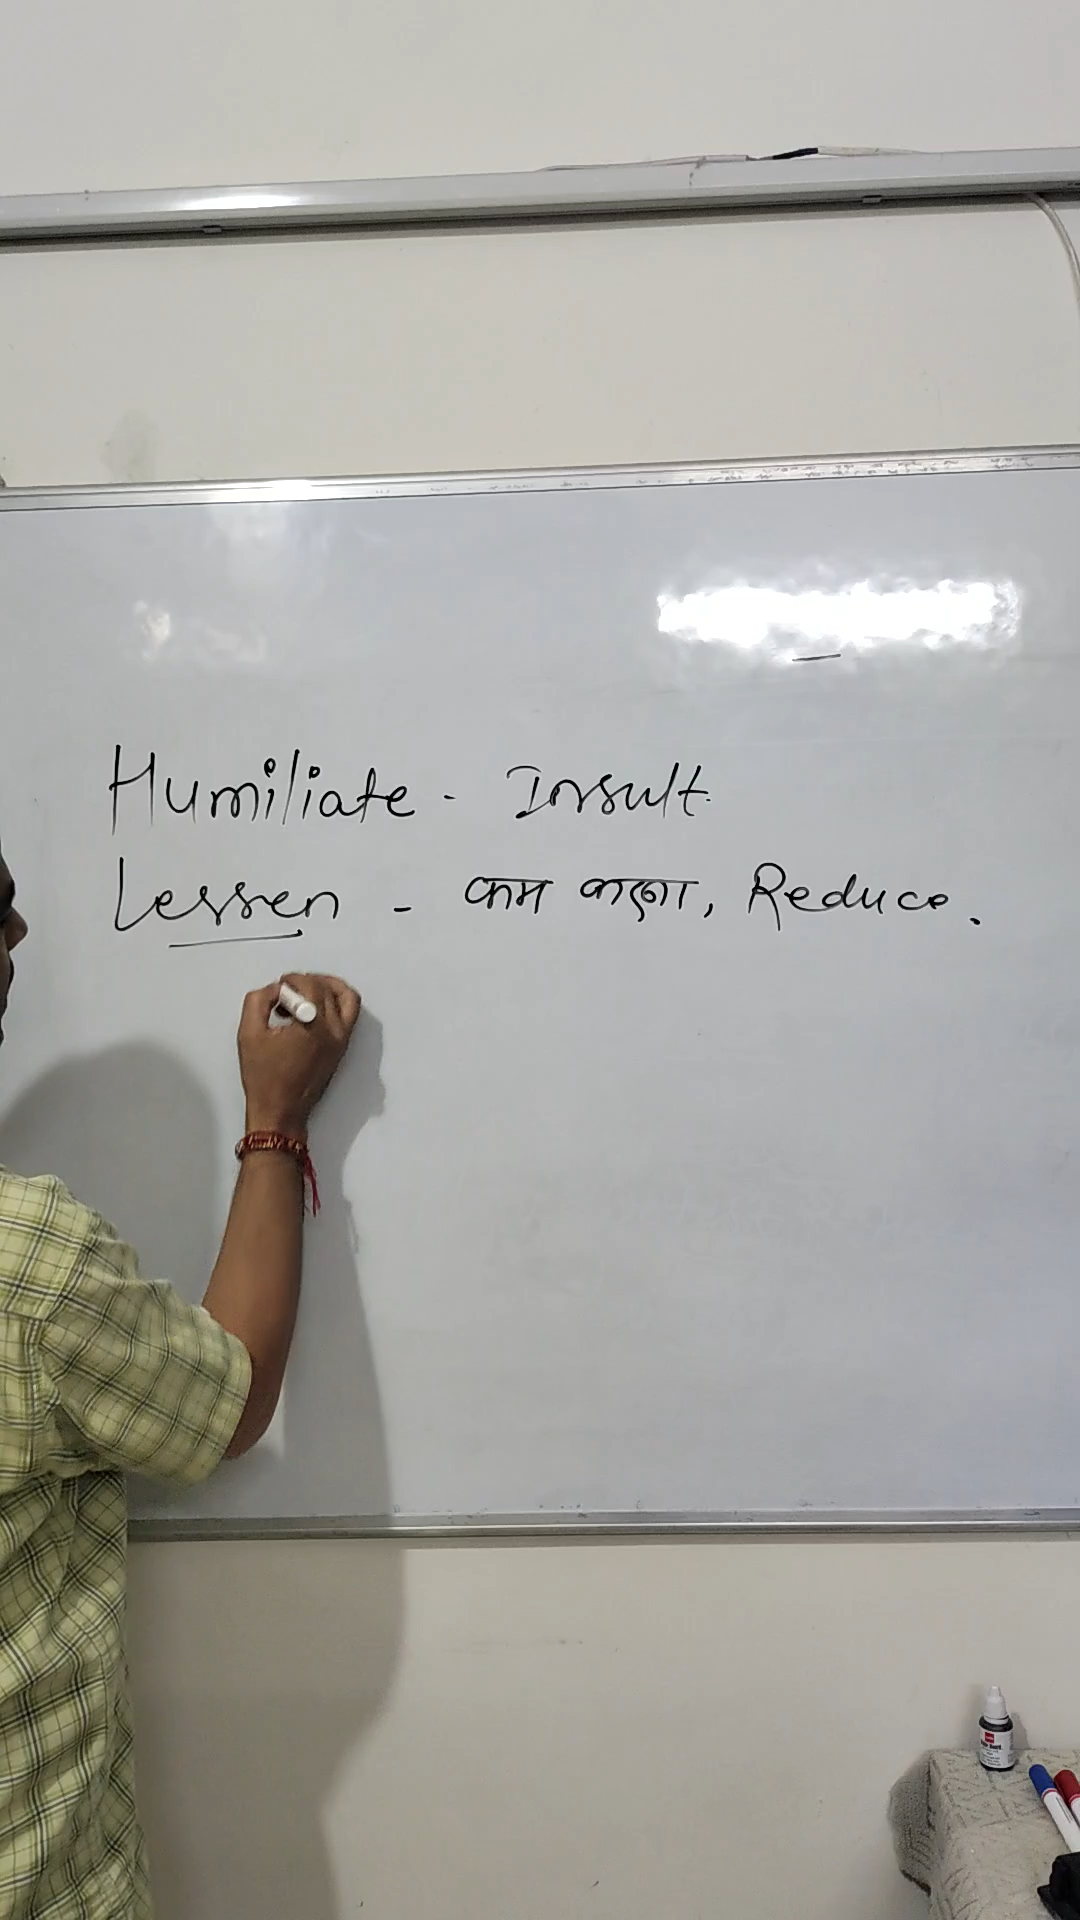 Humiliate - Insult.
Lessen - कम करना, Reduce.